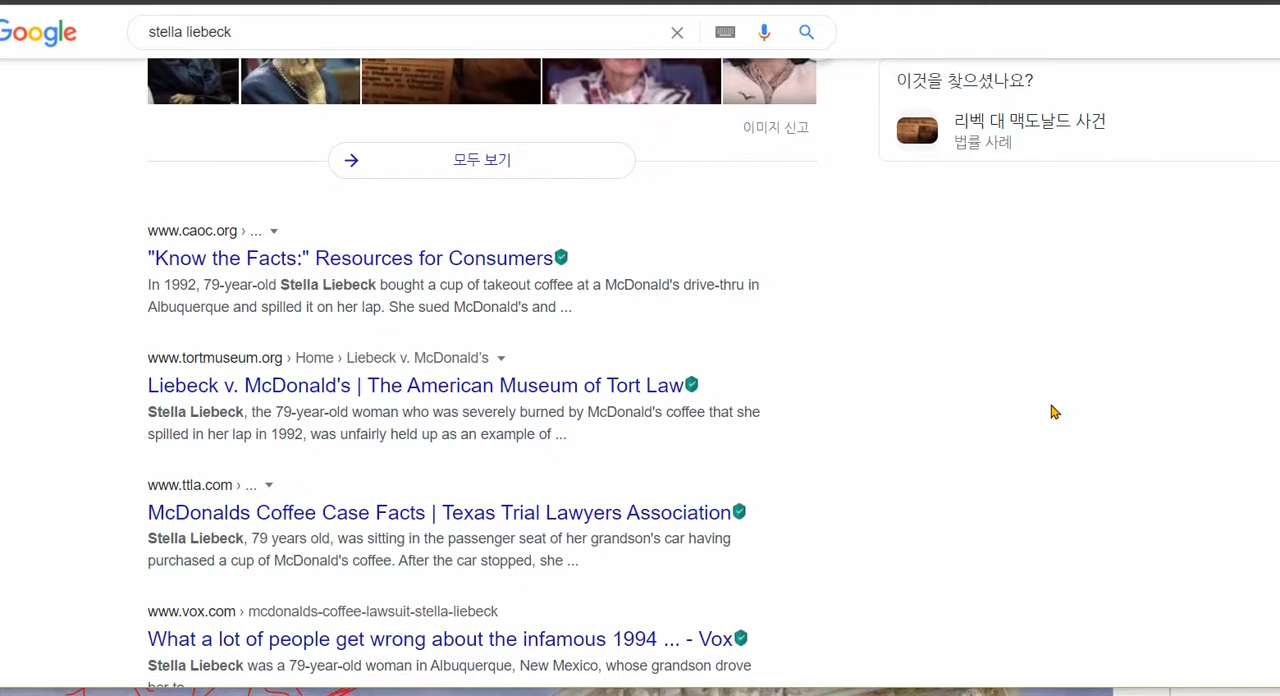 Google
stella liebeck
이미지 신고
모두 보기
이것을 찾으셨나요?
리벡 대 맥도날드 사건
법률 사례
www.caoc.org › ...
"Know the Facts:" Resources for Consumers
In 1992, 79-year-old Stella Liebeck bought a cup of takeout coffee at a McDonald's drive-thru in
Albuquerque and spilled it on her lap. She sued McDonald's and ...
www.tortmuseum.org › Home › Liebeck v. McDonald’s
Liebeck v. McDonald's | The American Museum of Tort Law
Stella Liebeck, the 79-year-old woman who was severely burned by McDonald's coffee that she
spilled in her lap in 1992, was unfairly held up as an example of ...
www.ttla.com › ...
McDonalds Coffee Case Facts | Texas Trial Lawyers Association
Stella Liebeck, 79 years old, was sitting in the passenger seat of her grandson's car having
purchased a cup of McDonald's coffee. After the car stopped, she ...
www.vox.com › mcdonalds-coffee-lawsuit-stella-liebeck
What a lot of people get wrong about the infamous 1994 ... - Vox
Stella Liebeck was a 79-year-old woman in Albuquerque, New Mexico, whose grandson drove
her to